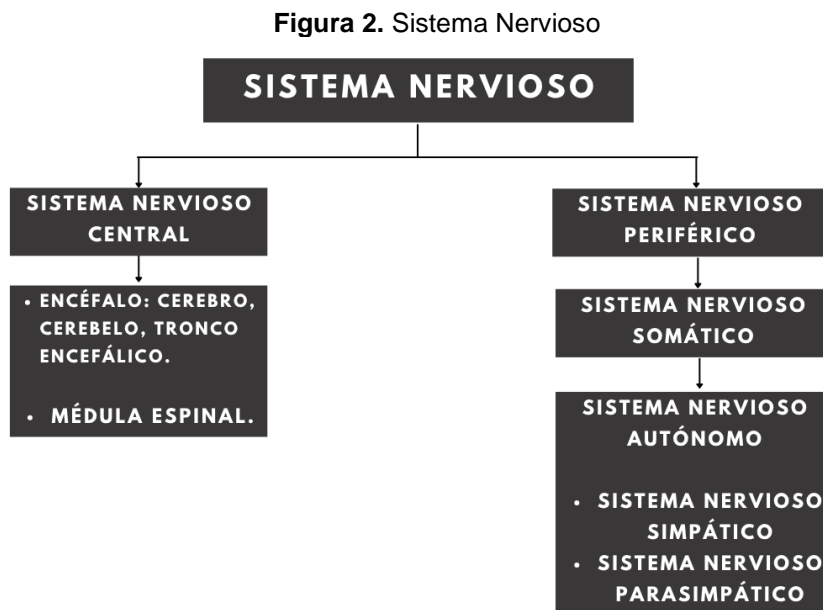 Figura 2. Sistema Nervioso
SISTEMA NERVIOSO
SISTEMA NERVIOSO
CENTRAL
• ENCÉFALO: CEREBRO,
CEREBELO, TRONCO
ENCEFÁLICO.
• MÉDULA ESPINAL.
SISTEMA NERVIOSO
PERIFÉRICO
SISTEMA NERVIOSO
SOMÁTICO
SISTEMA NERVIOSO
AUTÓNOMO
• SISTEMA NERVIOSO
SIMPÁTICO
• SISTEMA NERVIOSO
PARASIMPÁTICO